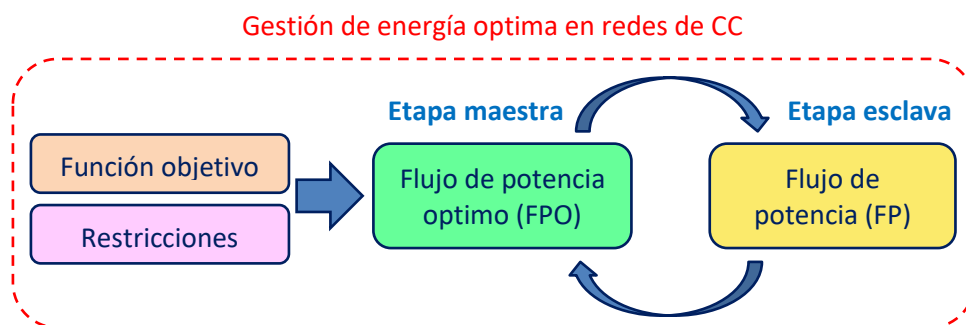 Gestión de energía optima en redes de CC
Etapa maestra
Etapa esclava
Función objetivo
Restricciones
Flujo de potencia
optimo (FPO)
Flujo de
potencia (FP)